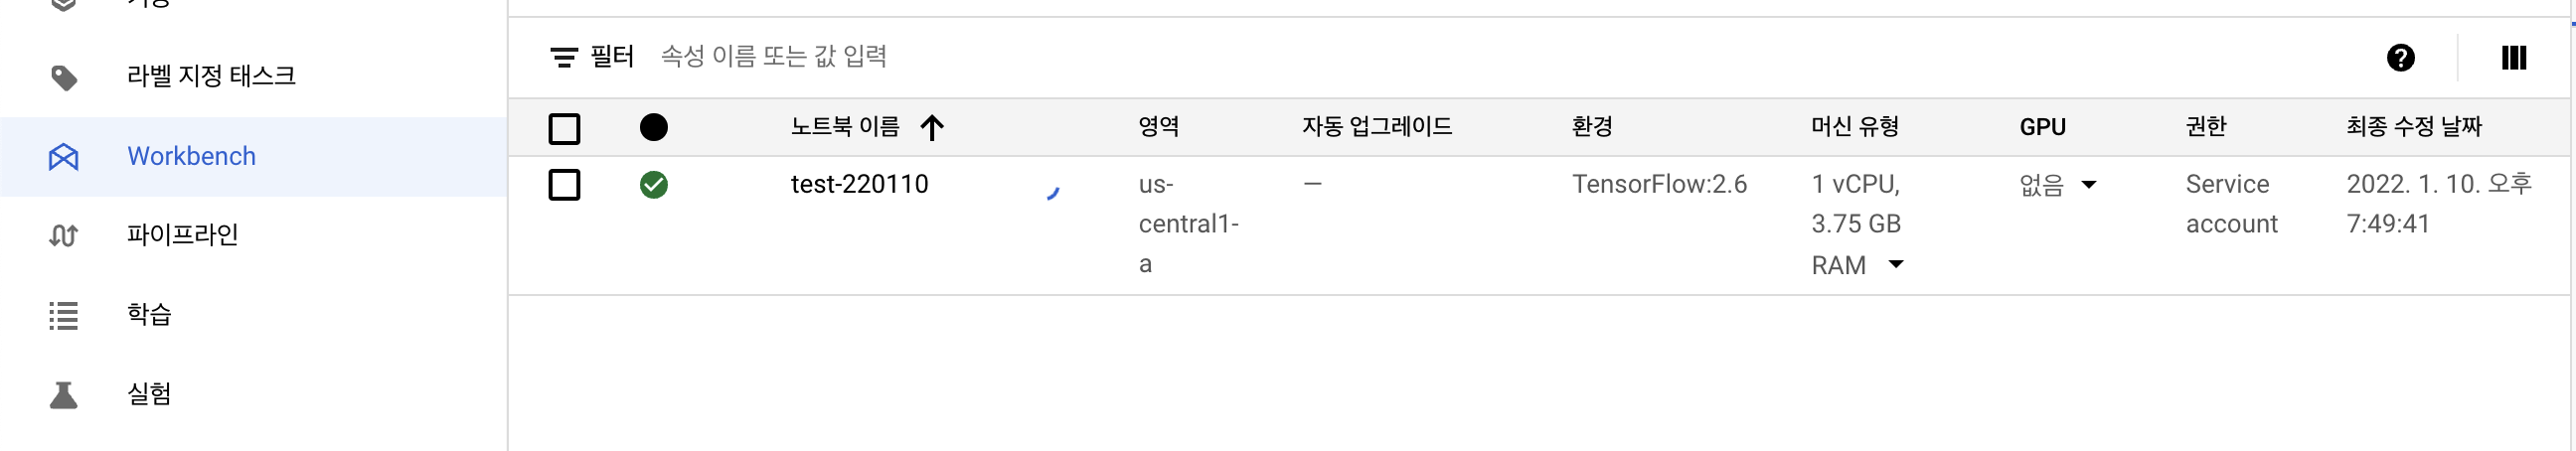 라벨 지정 태스크
Workbench
파이프라인
학습
실험
필터 속성 이름 또는 값 입력
노트북 이름 영역 자동 업그레이드 환경 머신 유형 GPU 권한 최종 수정 날짜
test-220110 us- — TensorFlow:2.6 1 vCPU, 없음 Service 2022. 1. 10. 오후
central1- 3.75 GB account 7:49:41
a RAM